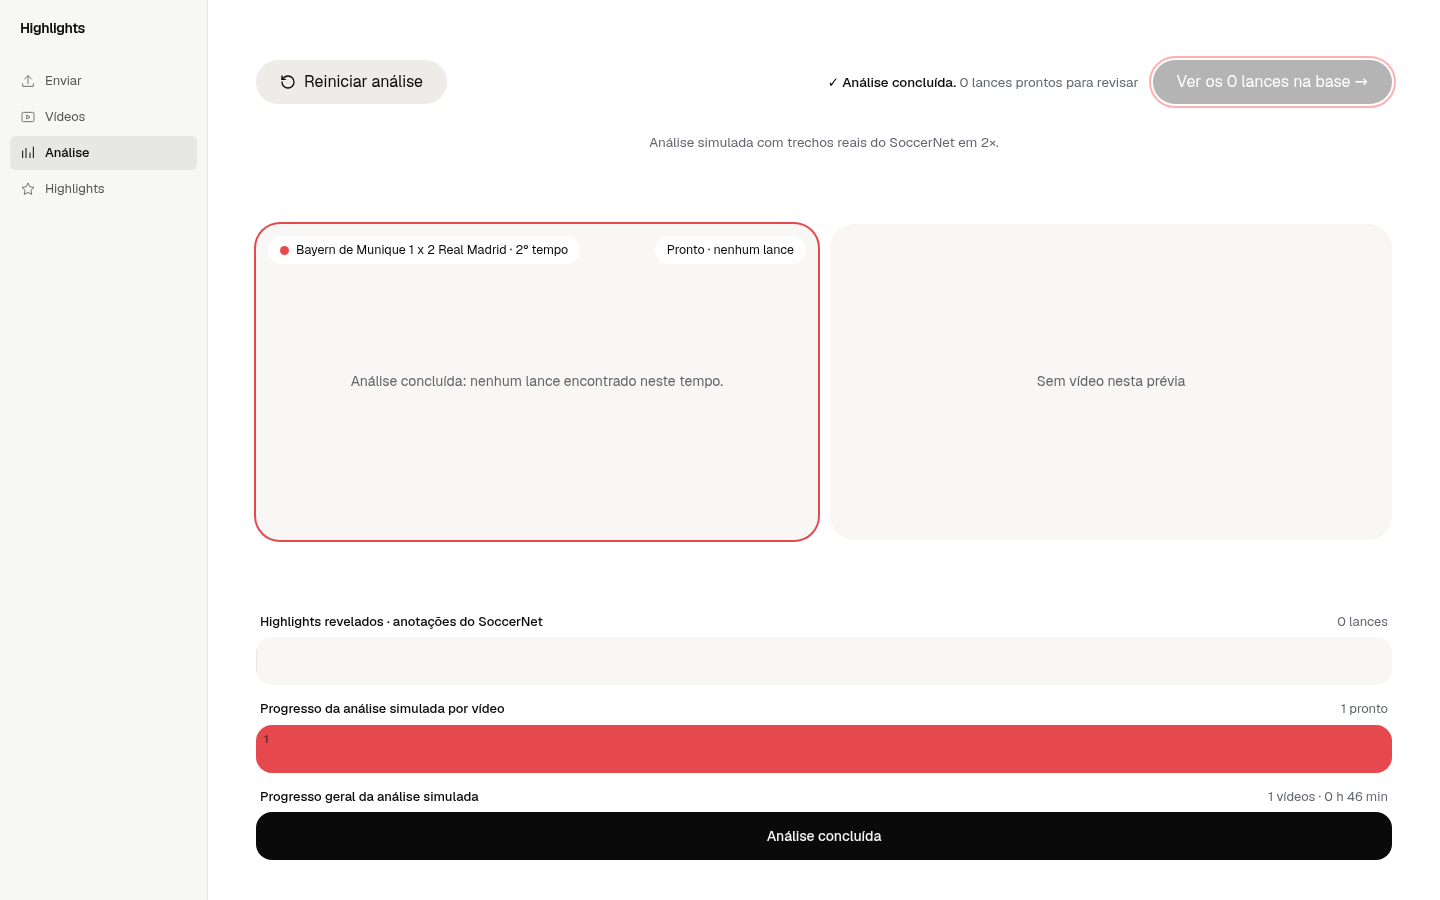 Highlights
Enviar
Vídeos
Análise
Highlights
Reiniciar análise
✓ Análise concluída. 0 lances prontos para revisar
Ver os 0 lances na base →
Análise simulada com trechos reais do SoccerNet em 2×.
Bayern de Munique 1 x 2 Real Madrid · 2º tempo
Pronto · nenhum lance
Análise concluída: nenhum lance encontrado neste tempo.
Sem vídeo nesta prévia
Highlights revelados · anotações do SoccerNet
0 lances
Progresso da análise simulada por vídeo
1 pronto
1
Progresso geral da análise simulada
1 vídeos · 0 h 46 min
Análise concluída